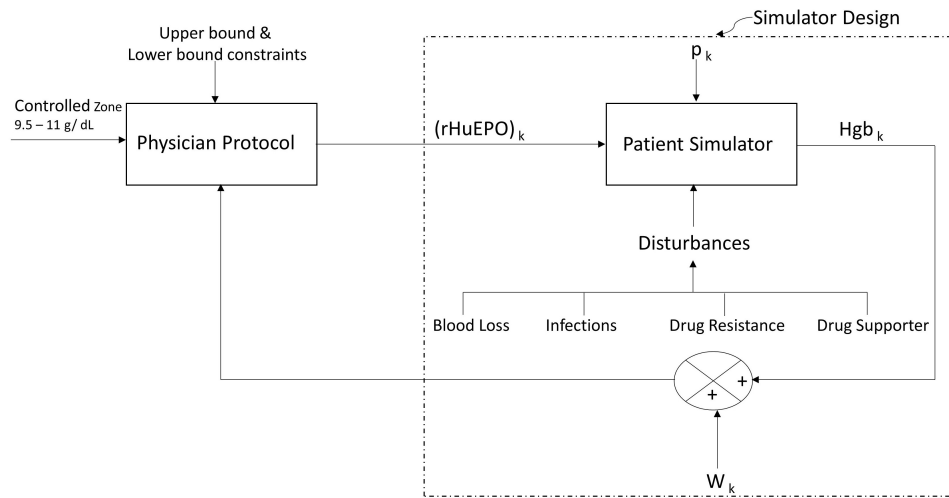 Simulator Design
Upper bound &
Lower bound constraints
p k
Controlled Zone
9.5 – 11 g/ dL
Physician Protocol
(rHuEPO) k
Patient Simulator
Hgb k
Disturbances
Blood Loss
Infections
Drug Resistance
Drug Supporter
+
+
W k